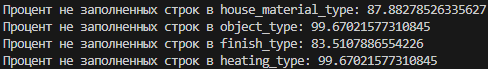 Процент не заполненных строк в house_material_type: 87.88278526335627
Процент не заполненных строк в object_type: 99.67021577310845
Процент не заполненных строк в finish_type: 83.5107886554226
Процент не заполненных строк в heating_type: 99.67021577310845